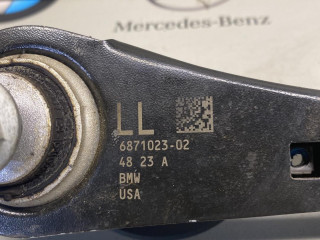 Mercedes-Benz
LL
6871023-02
48 23 A
BMW
USA